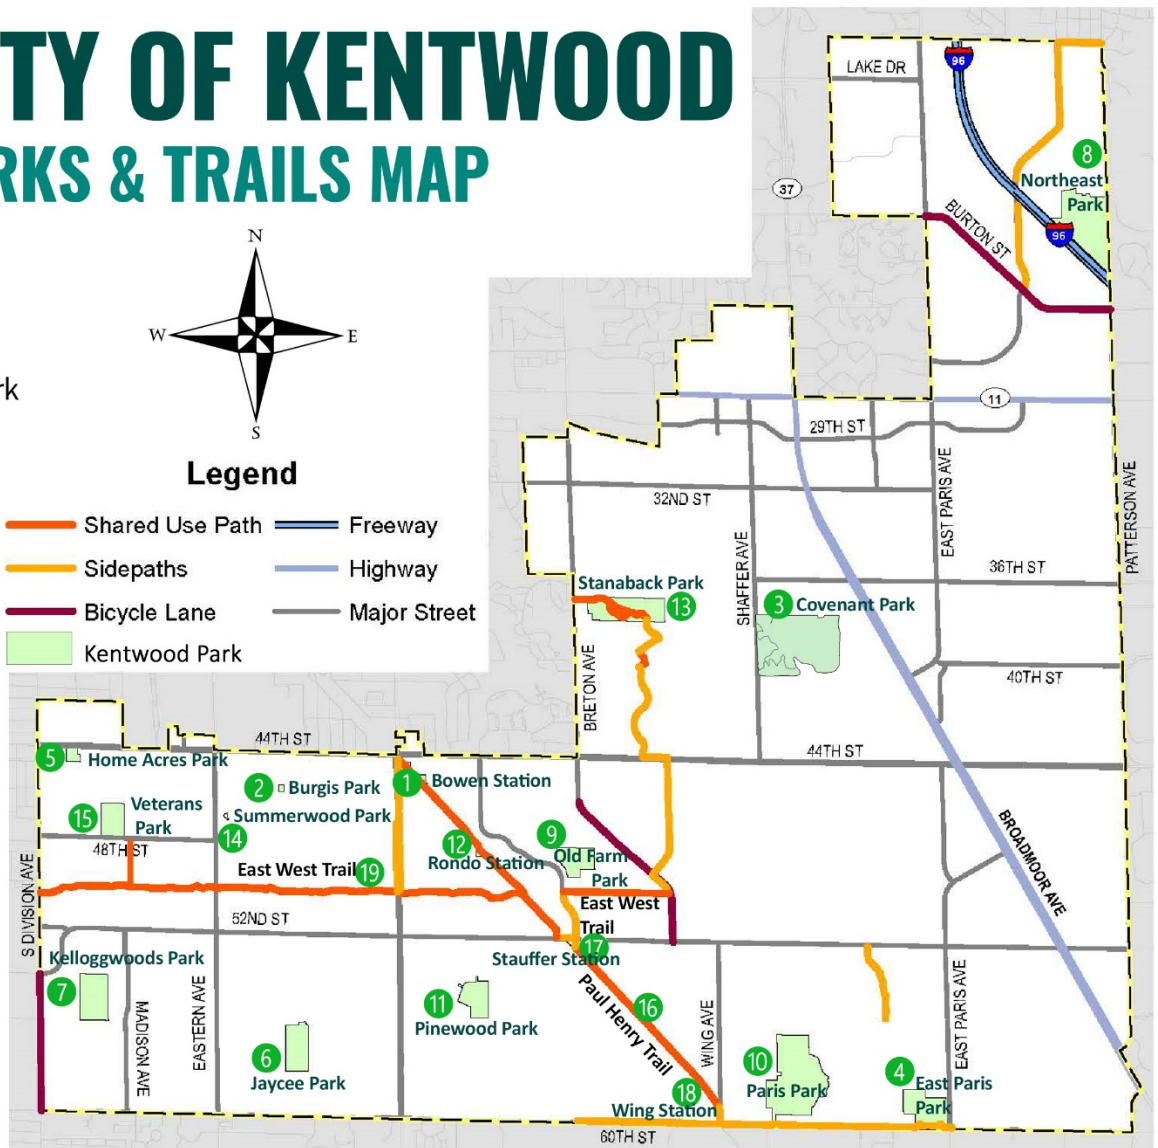 TY OF KENTWOOD
RKS & TRAILS MAP
N
W
E
S
rk
Legend
Shared Use Path
Freeway
Sidepaths
Highway
Bicycle Lane
Major Street
Kentwood Park
LAKE DR
96
8
Northeast
Park
37
BURTON ST
96
11
29TH ST
32ND ST
EAST PARIS AVE
PATTERSON AVE
SHAFFER AVE
36TH ST
Stanaback Park
13
3
Covenant Park
BRETON AVE
40TH ST
44TH ST
44TH ST
5
Home Acres Park
2
Burgis Park
1
Bowen Station
15
Veterans
Park
Summerwood Park
14
48TH ST
12
Rondo Station
9
Old Farm
Park
BROADMOOR AVE
East West Trail
19
East West
Trail
S DIVISION AVE
52ND ST
17
Stauffer Station
Kelloggwoods Park
7
MADISON AVE
EASTERN AVE
11
Pinewood Park
Paul Henry Trail
16
WING AVE
EAST PARIS AVE
6
Jaycee Park
18
Wing Station
10
Paris Park
4
East Paris
Park
60TH ST